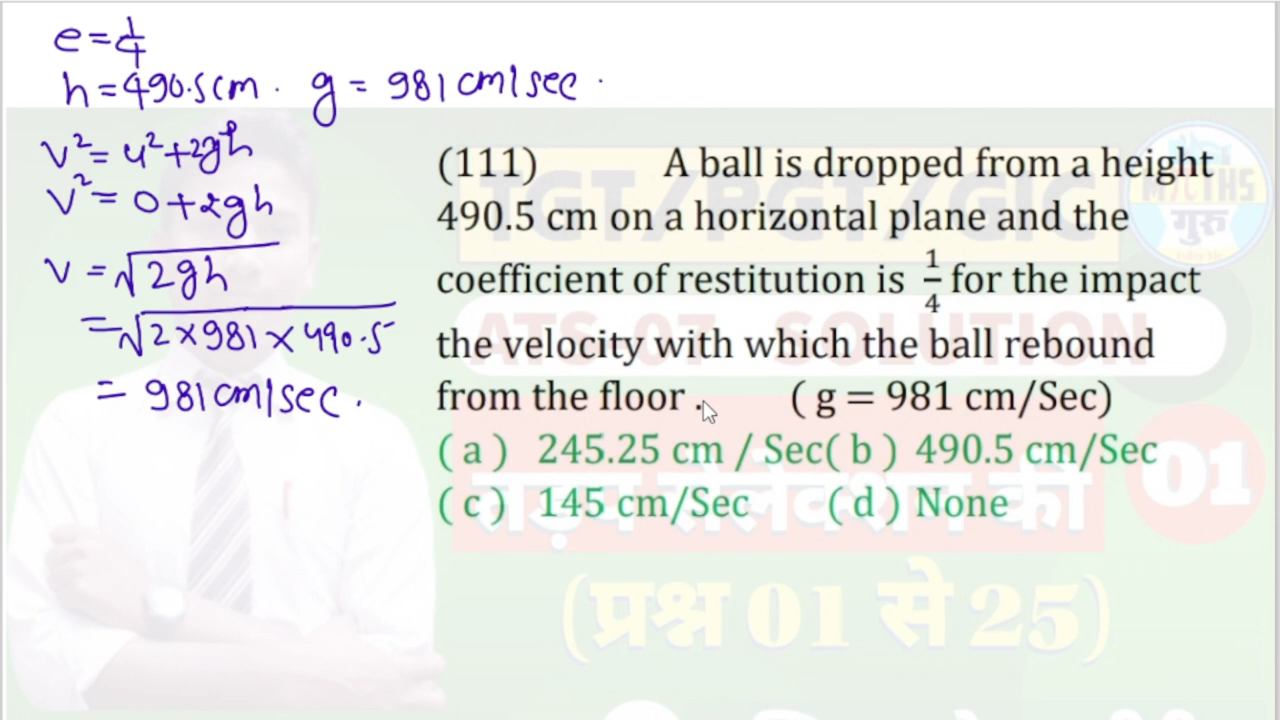 e = 1/4
h = 490.5 cm . g = 981 cm/sec .
v² = u² + 2gh
v² = 0 + 2gh
v = √2gh
= √2×981×490.5
= 981 cm/sec .
(111) A ball is dropped from a height
490.5 cm on a horizontal plane and the
coefficient of restitution is 1/4 for the impact
the velocity with which the ball rebound
from the floor . ( g = 981 cm/Sec)
( a ) 245.25 cm / Sec( b ) 490.5 cm/Sec
( c ) 145 cm/Sec ( d ) None
TGT/PGT/GIC
गुरु
ATS-07 SOLUTION
सेलेक्शन की
01
(प्रश्न 01 से 25)